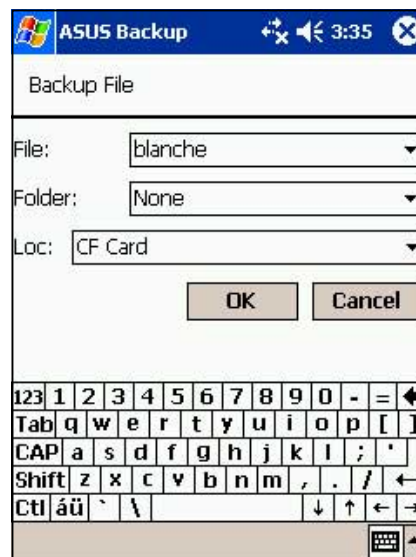 ASUS Backup 3:35
Backup File
File: blanche
Folder: None
Loc: CF Card
OK Cancel
123 1 2 3 4 5 6 7 8 9 0 - =
Tab q w e r t y u i o p [ ]
CAP a s d f g h j k l ; '
Shift z x c v b n m , . /
Ctl áü ` \